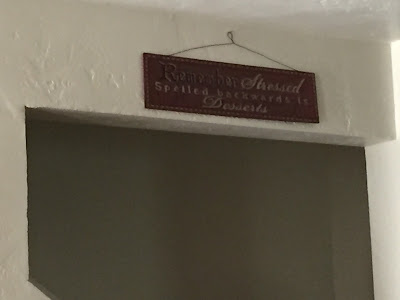 Remember Stressed
Spelled backwards is
Desserts